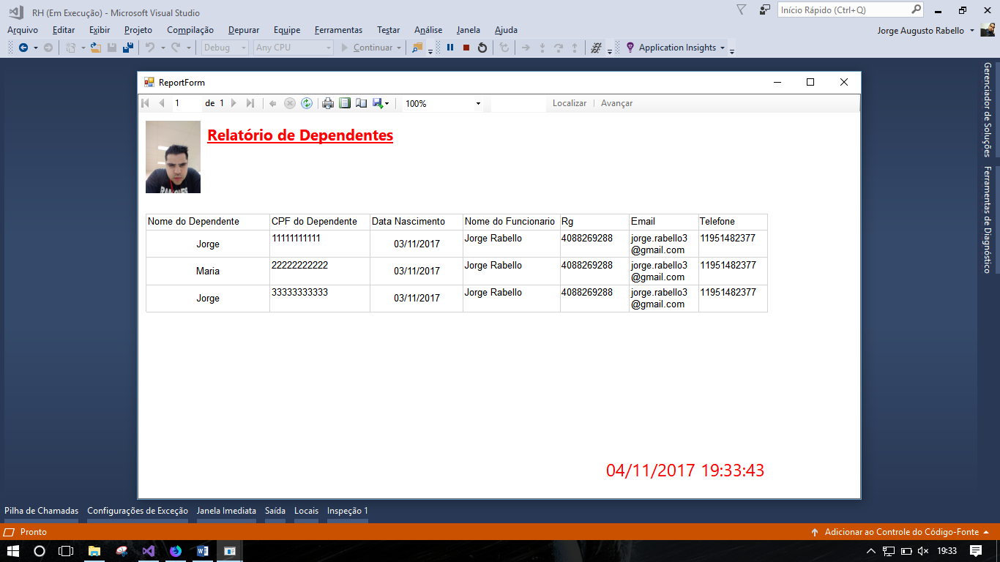 RH (Em Execução) - Microsoft Visual Studio
Início Rápido (Ctrl+Q)
Arquivo Editar Exibir Projeto Compilação Depurar Equipe Ferramentas Testar Análise Janela Ajuda
Jorge Augusto Rabello
Debug Any CPU Continuar Application Insights
ReportForm
1 de 1 100% Localizar Avançar
Relatório de Dependentes
Nome do Dependente CPF do Dependente Data Nascimento Nome do Funcionario Rg Email Telefone
Jorge 11111111111 03/11/2017 Jorge Rabello 4088269288 jorge.rabello3 11951482377
@gmail.com
Maria 22222222222 03/11/2017 Jorge Rabello 4088269288 jorge.rabello3 11951482377
@gmail.com
Jorge 33333333333 03/11/2017 Jorge Rabello 4088269288 jorge.rabello3 11951482377
@gmail.com
04/11/2017 19:33:43
Gerenciador de Soluções
Ferramentas de Diagnóstico
Pilha de Chamadas Configurações de Exceção Janela Imediata Saída Locais Inspeção 1
Pronto Adicionar ao Controle do Código-Fonte
19:33